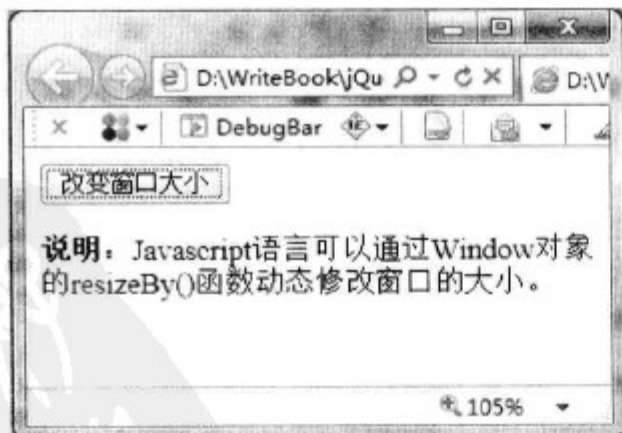 D:\WriteBook\jQu
D:\W
DebugBar
改变窗口大小
说明：Javascript语言可以通过Window对象
的resizeBy()函数动态修改窗口的大小。
105%